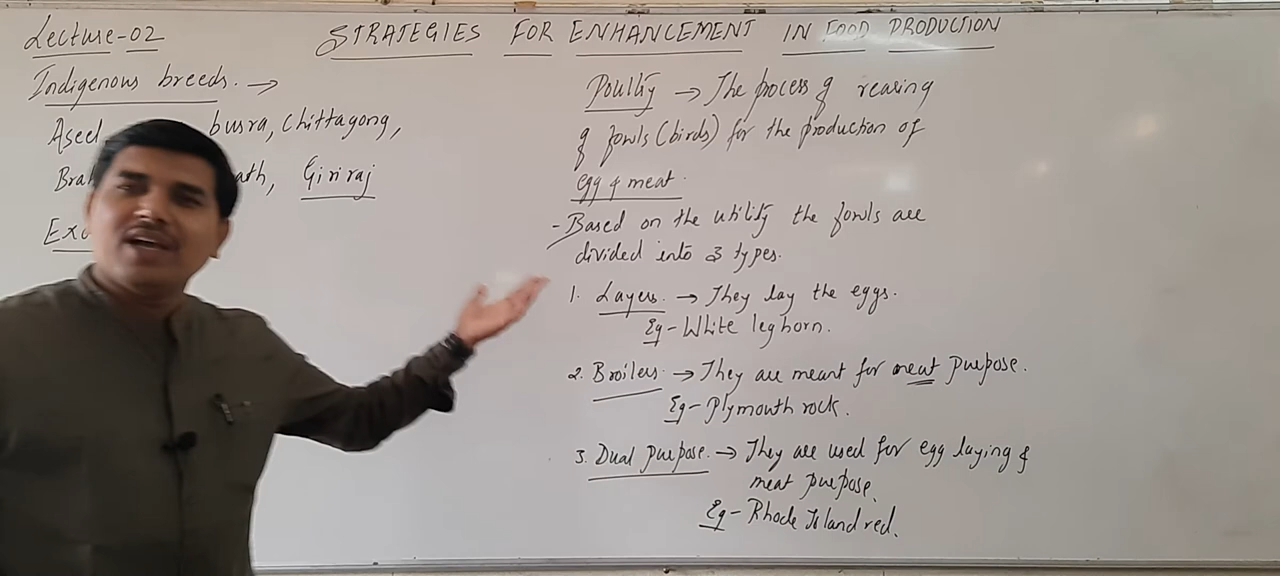 Lecture-02
STRATEGIES FOR ENHANCEMENT IN FOOD PRODUCTION
Indigenous breeds. →
Aseel busra, Chittagong,
Giriraj
Poultry → The process of rearing
of fowls (birds) for the production of
egg & meat.
- Based on the utility the fowls are
divided into 3 types.
1. Layers. → They lay the eggs.
Eg - White leghorn.
2. Broilers → They are meant for meat purpose.
Eg - Plymouth rock.
3. Dual purpose. → They are used for egg laying &
meat purpose.
Eg - Rhode Island red.